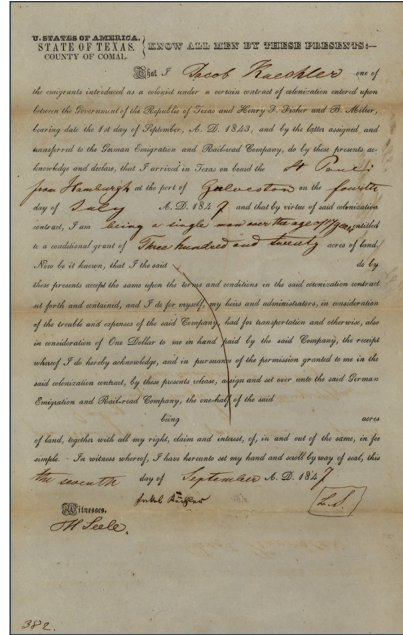 U. STATES OF AMERICA.
STATE OF TEXAS.
COUNTY OF COMAL.
KNOW ALL MEN BY THESE PRESENTS:—
That I Jacob Kuechler one of
the emigrants introduced as a colonist under a certain contract of colonization entered upon
between the Government of the Republic of Texas and Henry F. Fisher and B. Miller,
bearing date the 1st day of September, A. D. 1843, and by the latter assigned, and
transferred to the German Emigration and Railroad Company, do by these presents ac-
knowledge and declare, that I arrived in Texas on board the St Pauli
from Hamburgh at the port of Galveston on the fourth
day of July A. D. 1847 and that by virtue of said colonization
contract, I am being a single man over the age of 17 years entitled
to a conditional grant of Three hundred and twenty acres of land.
Now be it known, that I the said do by
these presents accept the same upon the terms and conditions in the said colonization contract
set forth and contained, and I do for myself, my heirs and administrators, in consideration
of the trouble and expenses of the said Company, had for transportation and otherwise, also
in consideration of One Dollar to me in hand paid by the said Company, the receipt
whereof I do hereby acknowledge, and in pursuance of the permission granted to me in the
said colonization contract, by these presents release, assign and set over unto the said German
Emigration and Railroad Company, the one-half of the said
being acres
of land, together with all my right, claim and interest, of, in and out of the same, in fee
simple. - In witness whereof, I have hereunto set my hand and scroll by way of seal, this
the seventh day of September A. D. 1847
L.S.
Witnesses.
H Seele.
382.